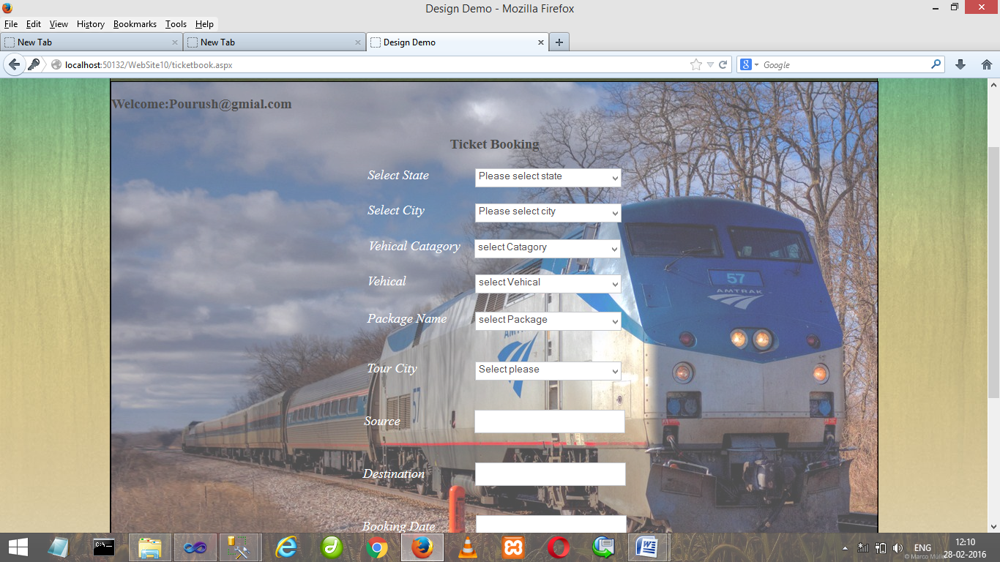 Design Demo - Mozilla Firefox
File Edit View History Bookmarks Tools Help
New Tab
New Tab
Design Demo
localhost:50132/WebSite10/ticketbook.aspx
Google
Welcome:Pourush@gmial.com
Ticket Booking
Select State Please select state
Select City Please select city
Vehical Catagory select Catagory
Vehical select Vehical
57
AMTRAK
Package Name select Package
Tour City Select please
57
Source
Destination
Booking Date
C:\.
ENG
12:10
28-02-2016